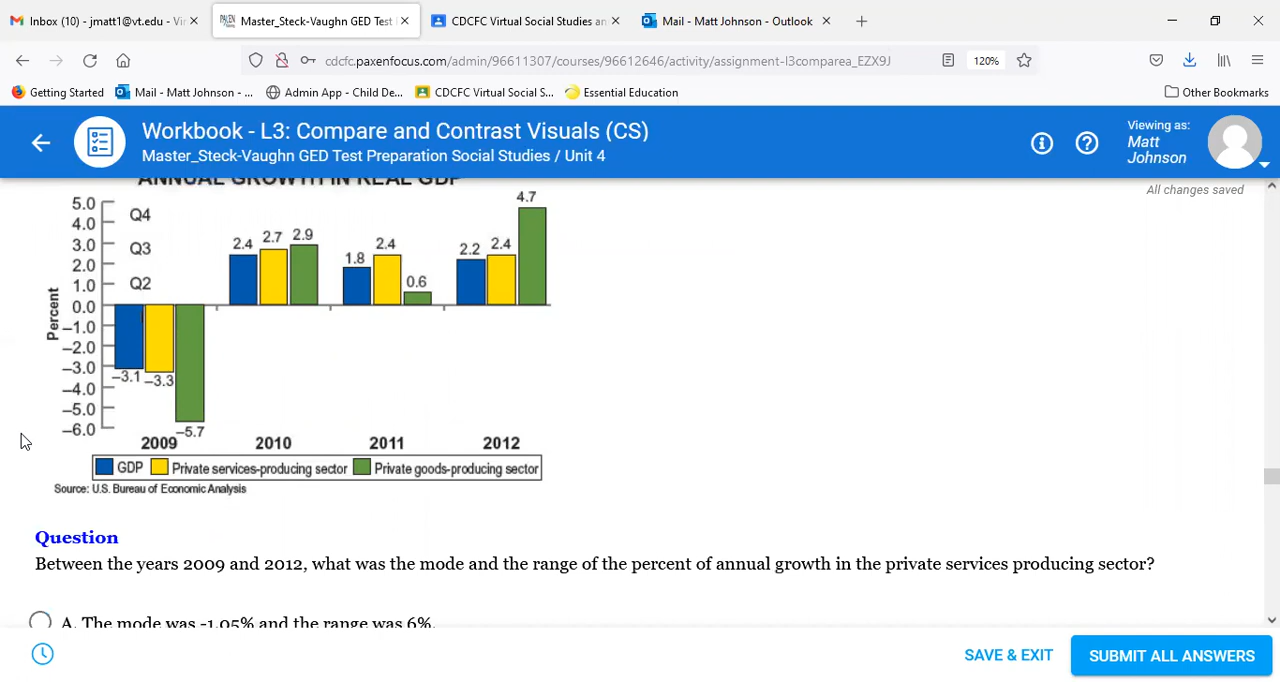 Inbox (10) - jmatt1@vt.edu - Vir
Master_Steck-Vaughn GED Test
CDCFC Virtual Social Studies an
Mail - Matt Johnson - Outlook
cdcfc.paxenfocus.com/admin/96611307/courses/96612646/activity/assignment-l3comparea_EZX9J
120%
Getting Started
Mail - Matt Johnson - ...
Admin App - Child De...
CDCFC Virtual Social S...
Essential Education
Other Bookmarks
Workbook - L3: Compare and Contrast Visuals (CS)
Master_Steck-Vaughn GED Test Preparation Social Studies / Unit 4
Viewing as:
Matt
Johnson
All changes saved
ANNUAL GROWTH IN REAL GDP
Percent
5.0
4.0
3.0
2.0
1.0
0.0
–1.0
–2.0
–3.0
–4.0
–5.0
–6.0
Q4
Q3
Q2
–3.1
–3.3
–5.7
2.4
2.7
2.9
1.8
2.4
0.6
2.2
2.4
4.7
2009 2010 2011 2012
GDP Private services-producing sector Private goods-producing sector
Source: U.S. Bureau of Economic Analysis
Question
Between the years 2009 and 2012, what was the mode and the range of the percent of annual growth in the private services producing sector?
A. The mode was -1.05% and the range was 6%.
SAVE & EXIT
SUBMIT ALL ANSWERS